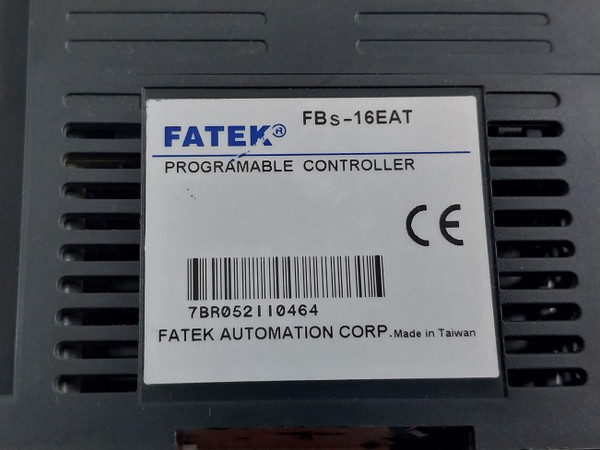 FATEK® FBs-16EAT
PROGRAMABLE CONTROLLER
CE
7BR052110464
FATEK AUTOMATION CORP. Made in Taiwan